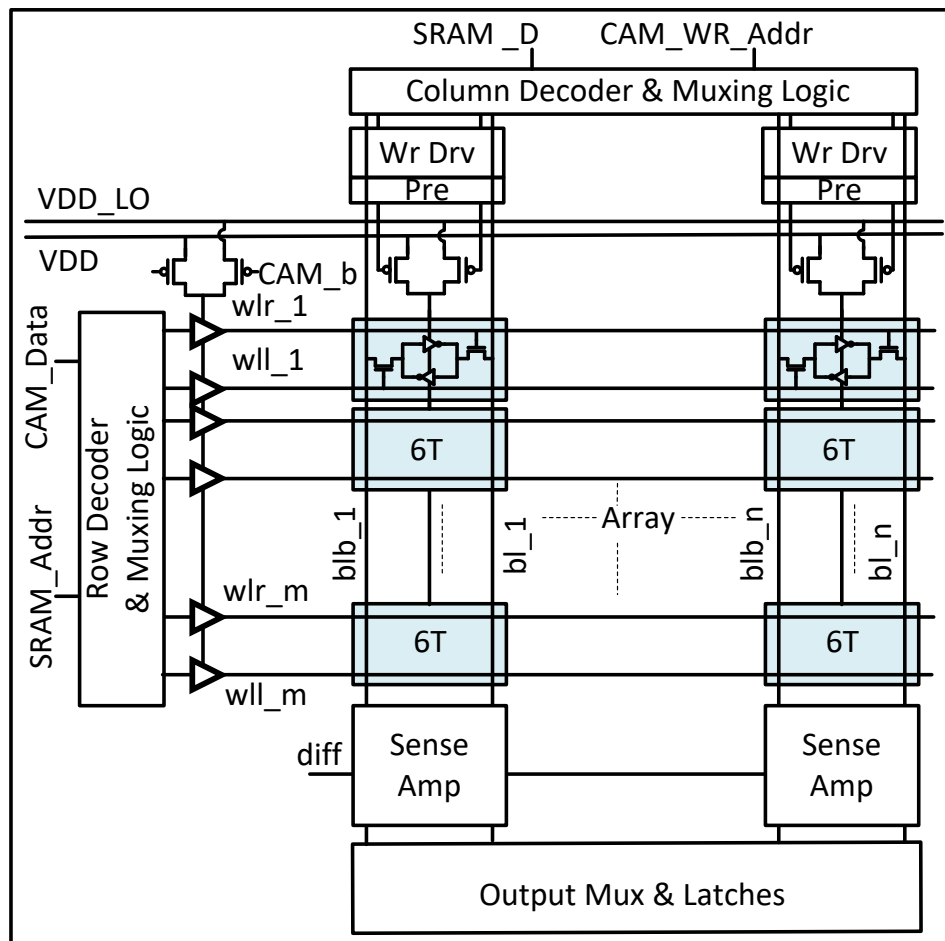 SRAM _D CAM_WR_Addr
Column Decoder & Muxing Logic
Wr Drv Wr Drv
Pre Pre
VDD_LO
VDD
CAM_b
wlr_1
wll_1
CAM_Data
SRAM_Addr
Row Decoder
& Muxing Logic
6T 6T
blb_1
bl_1
Array
blb_n
bl_n
wlr_m
6T 6T
wll_m
diff
Sense
Amp
Sense
Amp
Output Mux & Latches